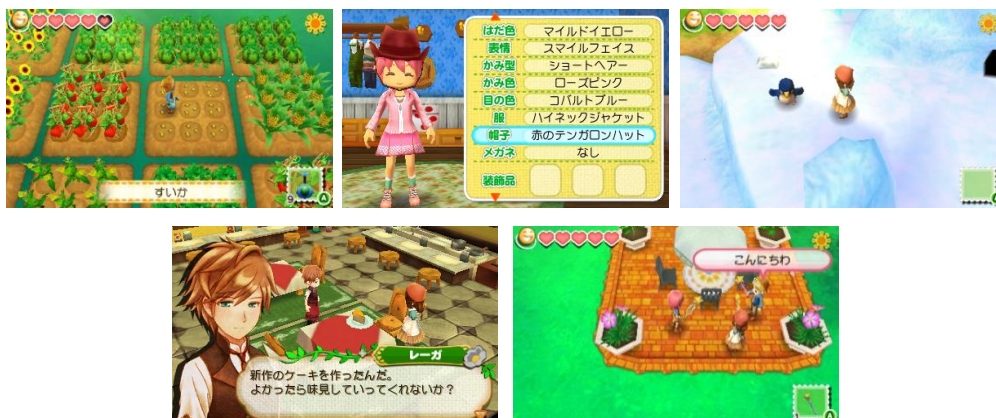 すいか
9
A
はだ色 マイルドイエロー
表情 スマイルフェイス
かみ型 ショートヘアー
かみ色 ローズピンク
目の色 コバルトブルー
服 ハイネックジャケット
帽子 赤のテンガロンハット
メガネ なし
装飾品
レーガ
新作のケーキを作ったんだ。
よかったら味見していってくれないか？
こんにちわ
1
A